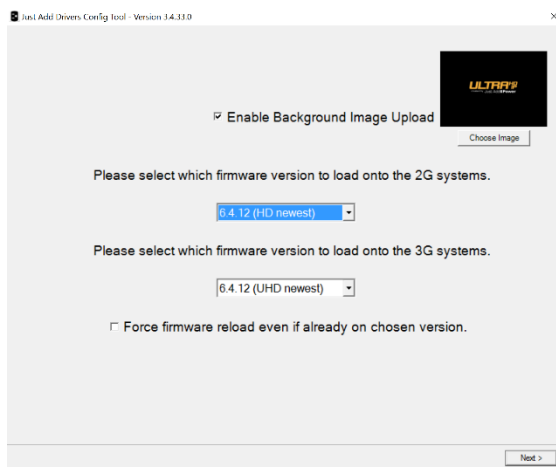 Just Add Drivers Config Tool - Version 3.4.33.0
ULTRA
Enable Background Image Upload
Choose Image
Please select which firmware version to load onto the 2G systems.
6.4.12 (HD newest)
Please select which firmware version to load onto the 3G systems.
6.4.12 (UHD newest)
Force firmware reload even if already on chosen version.
Next >